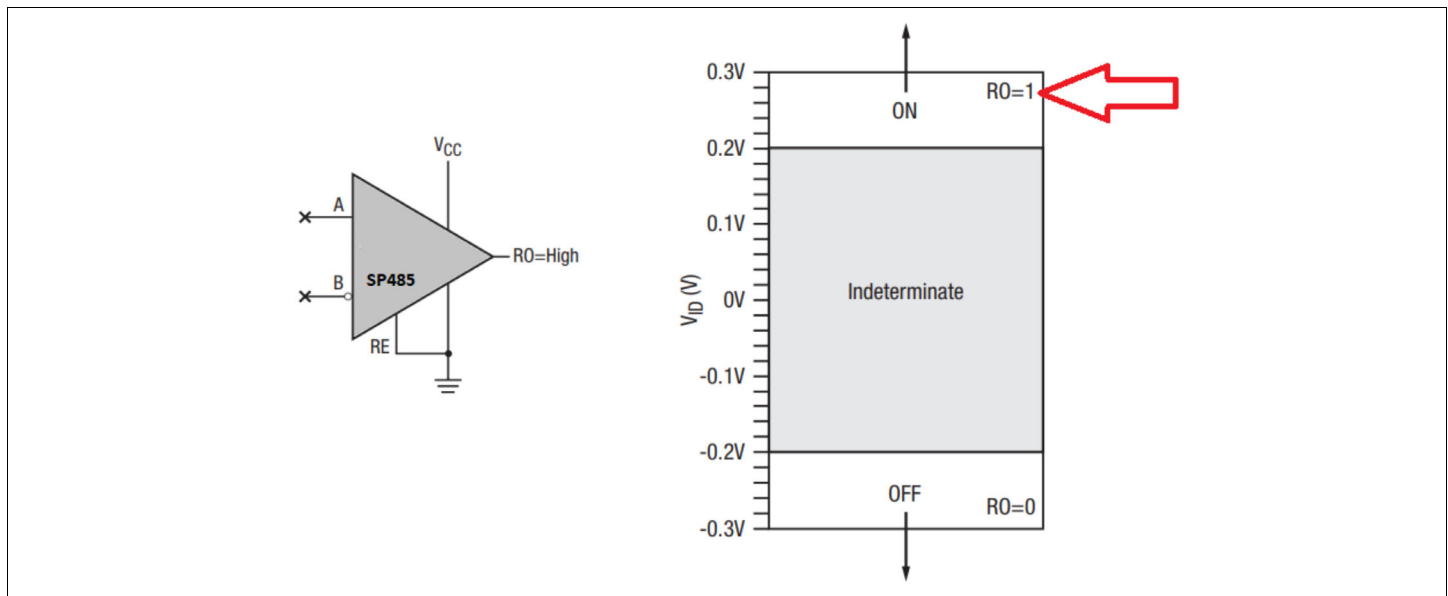 VCC
A
B
SP485
RE
RO=High
0.3V
0.2V
0.1V
0V
-0.1V
-0.2V
-0.3V
VID (V)
RO=1
ON
Indeterminate
OFF
RO=0